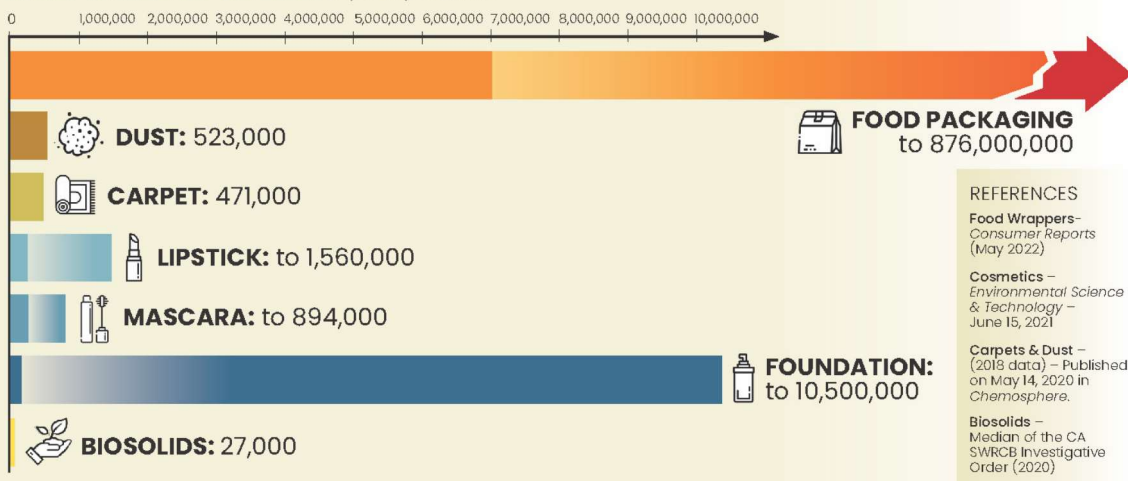 0 1,000,000 2,000,000 3,000,000 4,000,000 5,000,000 6,000,000 7,000,000 8,000,000 9,000,000 10,000,000
FOOD PACKAGING
to 876,000,000
DUST: 523,000
CARPET: 471,000
LIPSTICK: to 1,560,000
MASCARA: to 894,000
FOUNDATION:
to 10,500,000
BIOSOLIDS: 27,000
REFERENCES
Food Wrappers-
Consumer Reports
(May 2022)
Cosmetics –
Environmental Science
& Technology –
June 15, 2021
Carpets & Dust –
(2018 data) – Published
on May 14, 2020 in
Chemosphere.
Biosolids –
Median of the CA
SWRCB Investigative
Order (2020)